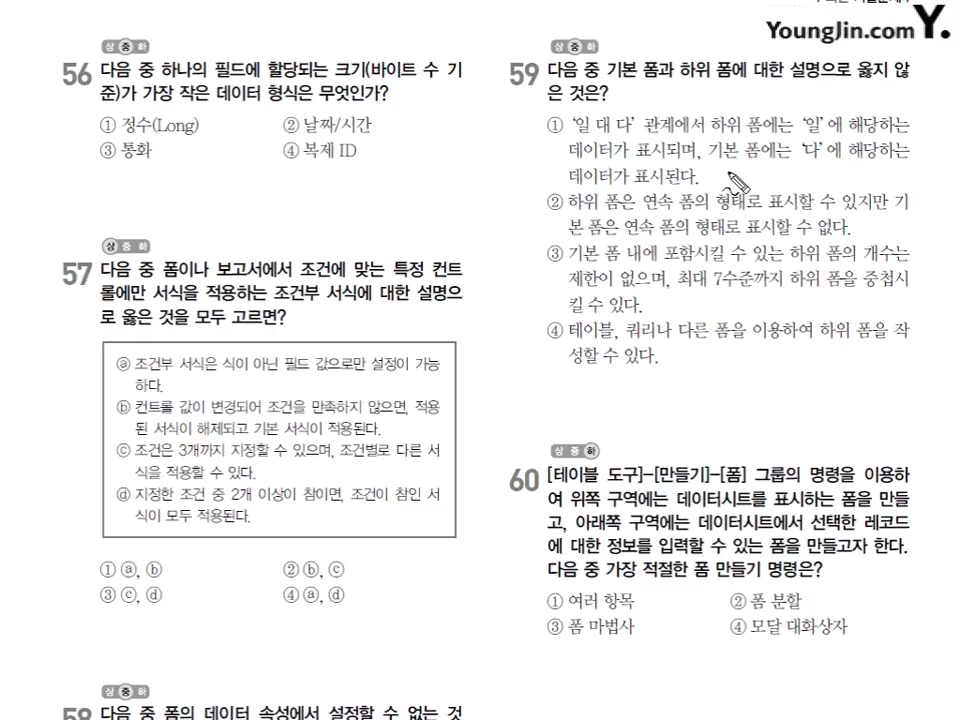 YoungJin.com Y.
상 중 하
56 다음 중 하나의 필드에 할당되는 크기(바이트 수 기
준)가 가장 작은 데이터 형식은 무엇인가?
① 정수(Long) ② 날짜/시간
③ 통화 ④ 복제 ID
상 중 하
57 다음 중 폼이나 보고서에서 조건에 맞는 특정 컨트
롤에만 서식을 적용하는 조건부 서식에 대한 설명으
로 옳은 것을 모두 고르면?
ⓐ 조건부 서식은 식이 아닌 필드 값으로만 설정이 가능
하다.
ⓑ 컨트롤 값이 변경되어 조건을 만족하지 않으면, 적용
된 서식이 해제되고 기본 서식이 적용된다.
ⓒ 조건은 3개까지 지정할 수 있으며, 조건별로 다른 서
식을 적용할 수 있다.
ⓓ 지정한 조건 중 2개 이상이 참이면, 조건이 참인 서
식이 모두 적용된다.
① ⓐ, ⓑ ② ⓑ, ⓒ
③ ⓒ, ⓓ ④ ⓐ, ⓓ
상 중 하
58 다음 중 폼의 데이터 속성에서 설정할 수 없는 것
상 중 하
59 다음 중 기본 폼과 하위 폼에 대한 설명으로 옳지 않
은 것은?
① ‘일 대 다’ 관계에서 하위 폼에는 ‘일’에 해당하는
데이터가 표시되며, 기본 폼에는 ‘다’에 해당하는
데이터가 표시된다.
② 하위 폼은 연속 폼의 형태로 표시할 수 있지만 기
본 폼은 연속 폼의 형태로 표시할 수 없다.
③ 기본 폼 내에 포함시킬 수 있는 하위 폼의 개수는
제한이 없으며, 최대 7수준까지 하위 폼을 중첩시
킬 수 있다.
④ 테이블, 쿼리나 다른 폼을 이용하여 하위 폼을 작
성할 수 있다.
상 중 하
60 [테이블 도구]-[만들기]-[폼] 그룹의 명령을 이용하
여 위쪽 구역에는 데이터시트를 표시하는 폼을 만들
고, 아래쪽 구역에는 데이터시트에서 선택한 레코드
에 대한 정보를 입력할 수 있는 폼을 만들고자 한다.
다음 중 가장 적절한 폼 만들기 명령은?
① 여러 항목 ② 폼 분할
③ 폼 마법사 ④ 모달 대화상자